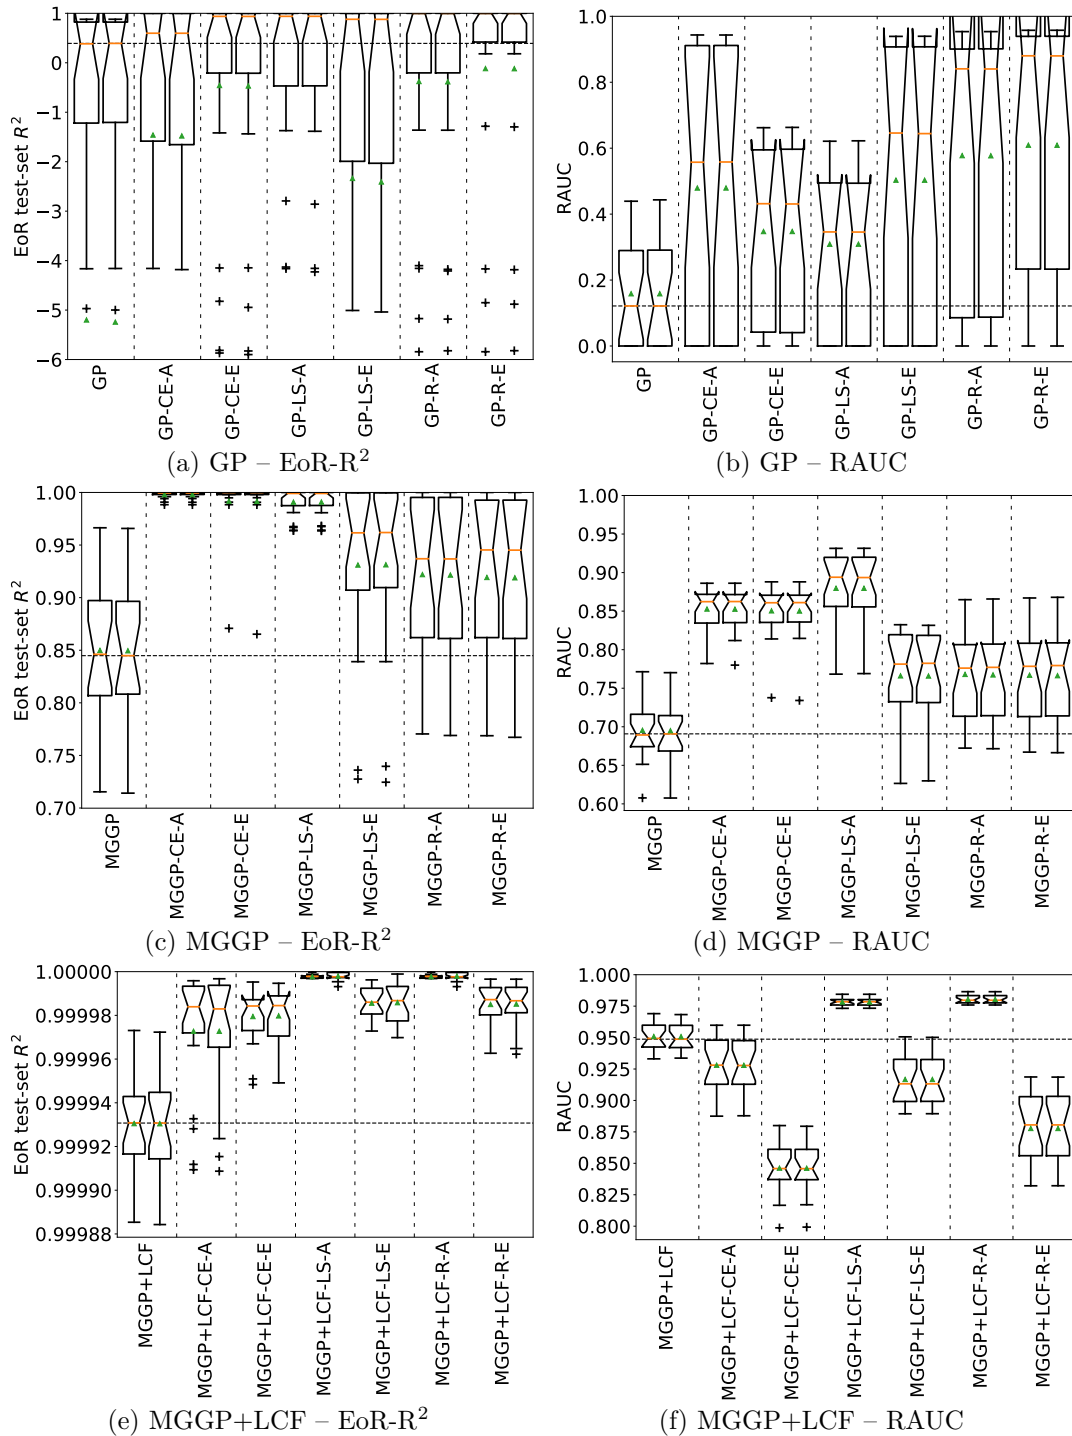 EoR test-set R²
1
0
−1
−2
−3
−4
−5
−6
GP
GP-CE-A
GP-CE-E
GP-LS-A
GP-LS-E
GP-R-A
GP-R-E
(a) GP – EoR-R²
RAUC
1.0
0.8
0.6
0.4
0.2
0.0
GP
GP-CE-A
GP-CE-E
GP-LS-A
GP-LS-E
GP-R-A
GP-R-E
(b) GP – RAUC
EoR test-set R²
1.00
0.95
0.90
0.85
0.80
0.75
0.70
MGGP
MGGP-CE-A
MGGP-CE-E
MGGP-LS-A
MGGP-LS-E
MGGP-R-A
MGGP-R-E
(c) MGGP – EoR-R²
RAUC
1.00
0.95
0.90
0.85
0.80
0.75
0.70
0.65
0.60
MGGP
MGGP-CE-A
MGGP-CE-E
MGGP-LS-A
MGGP-LS-E
MGGP-R-A
MGGP-R-E
(d) MGGP – RAUC
EoR test-set R²
1.00000
0.99998
0.99996
0.99994
0.99992
0.99990
0.99988
MGGP+LCF
MGGP+LCF-CE-A
MGGP+LCF-CE-E
MGGP+LCF-LS-A
MGGP+LCF-LS-E
MGGP+LCF-R-A
MGGP+LCF-R-E
(e) MGGP+LCF – EoR-R²
RAUC
1.000
0.975
0.950
0.925
0.900
0.875
0.850
0.825
0.800
MGGP+LCF
MGGP+LCF-CE-A
MGGP+LCF-CE-E
MGGP+LCF-LS-A
MGGP+LCF-LS-E
MGGP+LCF-R-A
MGGP+LCF-R-E
(f) MGGP+LCF – RAUC